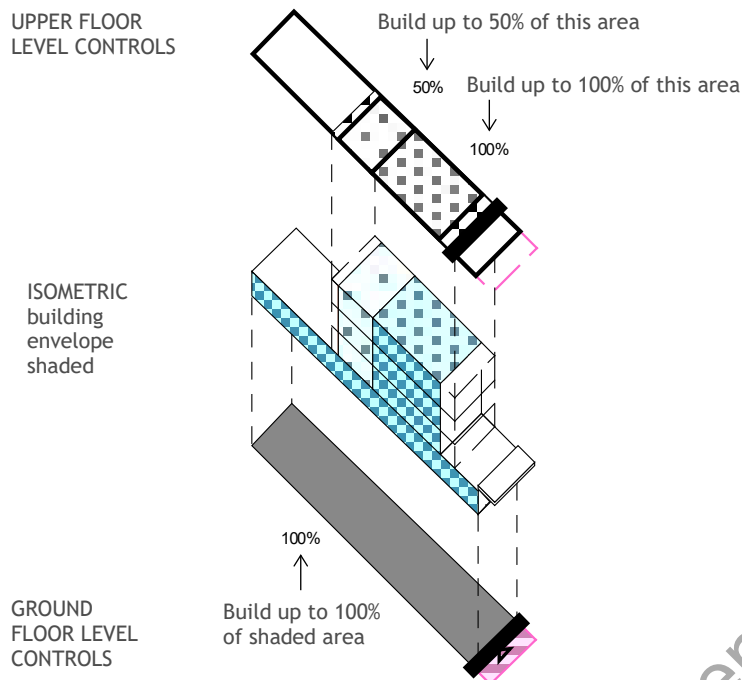 UPPER FLOOR
LEVEL CONTROLS
Build up to 50% of this area
50%
Build up to 100% of this area
100%
ISOMETRIC
building
envelope
shaded
100%
Build up to 100%
of shaded area
GROUND
FLOOR LEVEL
CONTROLS